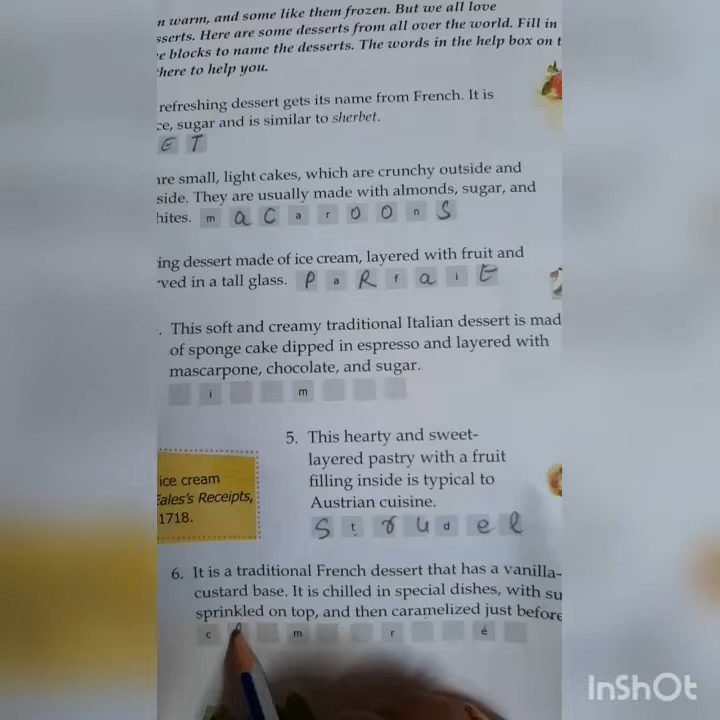 n warm, and some like them frozen. But we all love
sserts. Here are some desserts from all over the world. Fill in
e blocks to name the desserts. The words in the help box on t
here to help you.
refreshing dessert gets its name from French. It is
ce, sugar and is similar to sherbet.
E T
are small, light cakes, which are crunchy outside and
side. They are usually made with almonds, sugar, and
hites. m a c a r o o n s
ing dessert made of ice cream, layered with fruit and
rved in a tall glass. P a R f a i t
. This soft and creamy traditional Italian dessert is mad
of sponge cake dipped in espresso and layered with
mascarpone, chocolate, and sugar.
i m
5. This hearty and sweet-
layered pastry with a fruit
filling inside is typical to
Austrian cuisine.
S t r u d e l
ice cream
Eales's Receipts,
1718.
6. It is a traditional French dessert that has a vanilla-
custard base. It is chilled in special dishes, with su
sprinkled on top, and then caramelized just before
c m r é
InShOt